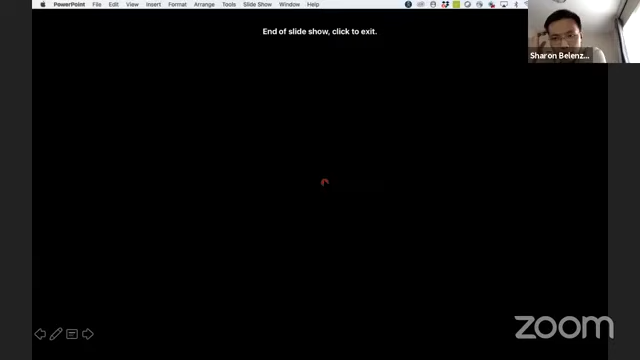 PowerPoint File Edit View Insert Format Arrange Tools Slide Show Window Help
End of slide show, click to exit.
Sharon Belenz...
zoom